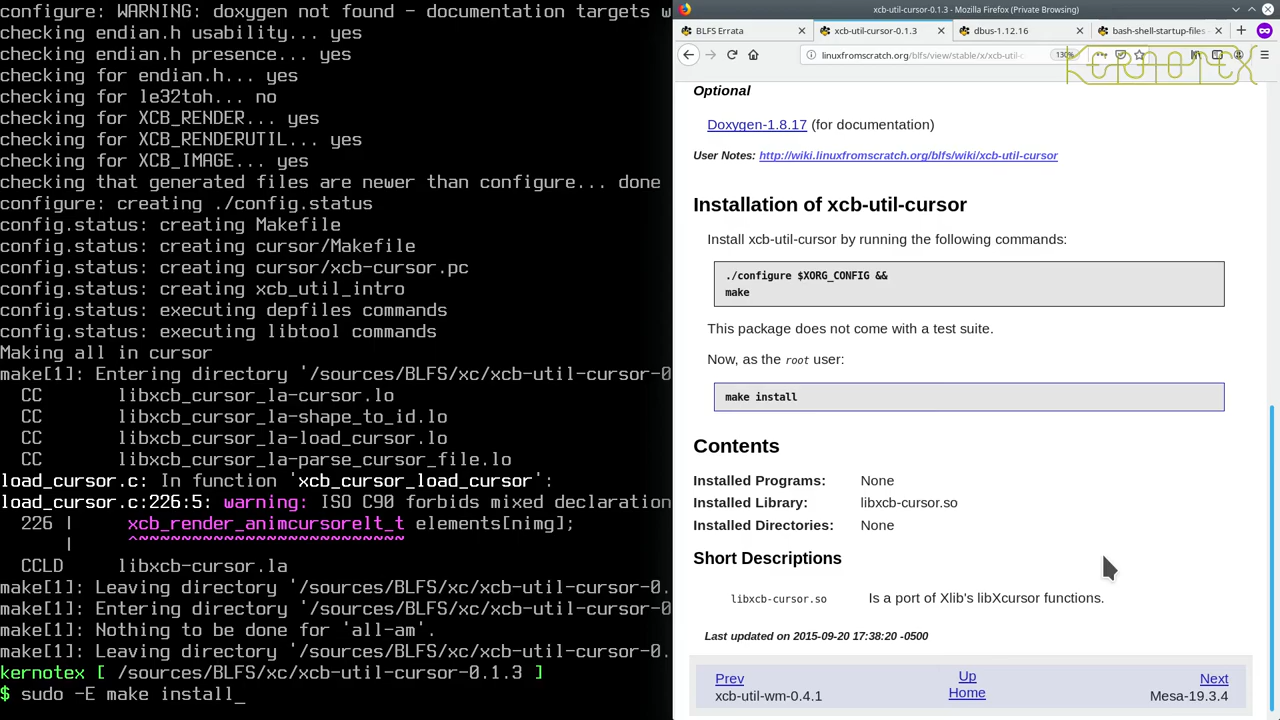 configure: WARNING: doxygen not found - documentation targets w
checking endian.h usability... yes
checking endian.h presence... yes
checking for endian.h... yes
checking for le32toh... no
checking for XCB_RENDER... yes
checking for XCB_RENDERUTIL... yes
checking for XCB_IMAGE... yes
checking that generated files are newer than configure... done
configure: creating ./config.status
config.status: creating Makefile
config.status: creating cursor/Makefile
config.status: creating cursor/xcb-cursor.pc
config.status: creating xcb_util_intro
config.status: executing depfiles commands
config.status: executing libtool commands
Making all in cursor
make[1]: Entering directory '/sources/BLFS/xc/xcb-util-cursor-0
CC libxcb_cursor_la-cursor.lo
CC libxcb_cursor_la-shape_to_id.lo
CC libxcb_cursor_la-load_cursor.lo
CC libxcb_cursor_la-parse_cursor_file.lo
load_cursor.c: In function 'xcb_cursor_load_cursor':
load_cursor.c:226:5: warning: ISO C90 forbids mixed declaration
226 | xcb_render_animcursorelt_t elements[nimg];
| ^~~~~~~~~~~~~~~~~~~~~~~~~~
CCLD libxcb-cursor.la
make[1]: Leaving directory '/sources/BLFS/xc/xcb-util-cursor-0.
make[1]: Entering directory '/sources/BLFS/xc/xcb-util-cursor-0.
make[1]: Nothing to be done for 'all-am'.
make[1]: Leaving directory '/sources/BLFS/xc/xcb-util-cursor-0.
kernotex [ /sources/BLFS/xc/xcb-util-cursor-0.1.3 ]
$ sudo -E make install_
xcb-util-cursor-0.1.3 - Mozilla Firefox (Private Browsing)
BLFS Errata
xcb-util-cursor-0.1.3
dbus-1.12.16
bash-shell-startup-files
linuxfromscratch.org/blfs/view/stable/x/xcb-util-c
130%
KERNOTEX
Optional
Doxygen-1.8.17 (for documentation)
User Notes: http://wiki.linuxfromscratch.org/blfs/wiki/xcb-util-cursor
Installation of xcb-util-cursor
Install xcb-util-cursor by running the following commands:
./configure $XORG_CONFIG &&
make
This package does not come with a test suite.
Now, as the root user:
make install
Contents
Installed Programs: None
Installed Library: libxcb-cursor.so
Installed Directories: None
Short Descriptions
libxcb-cursor.so Is a port of Xlib's libXcursor functions.
Last updated on 2015-09-20 17:38:20 -0500
Prev Up Next
xcb-util-wm-0.4.1 Home Mesa-19.3.4